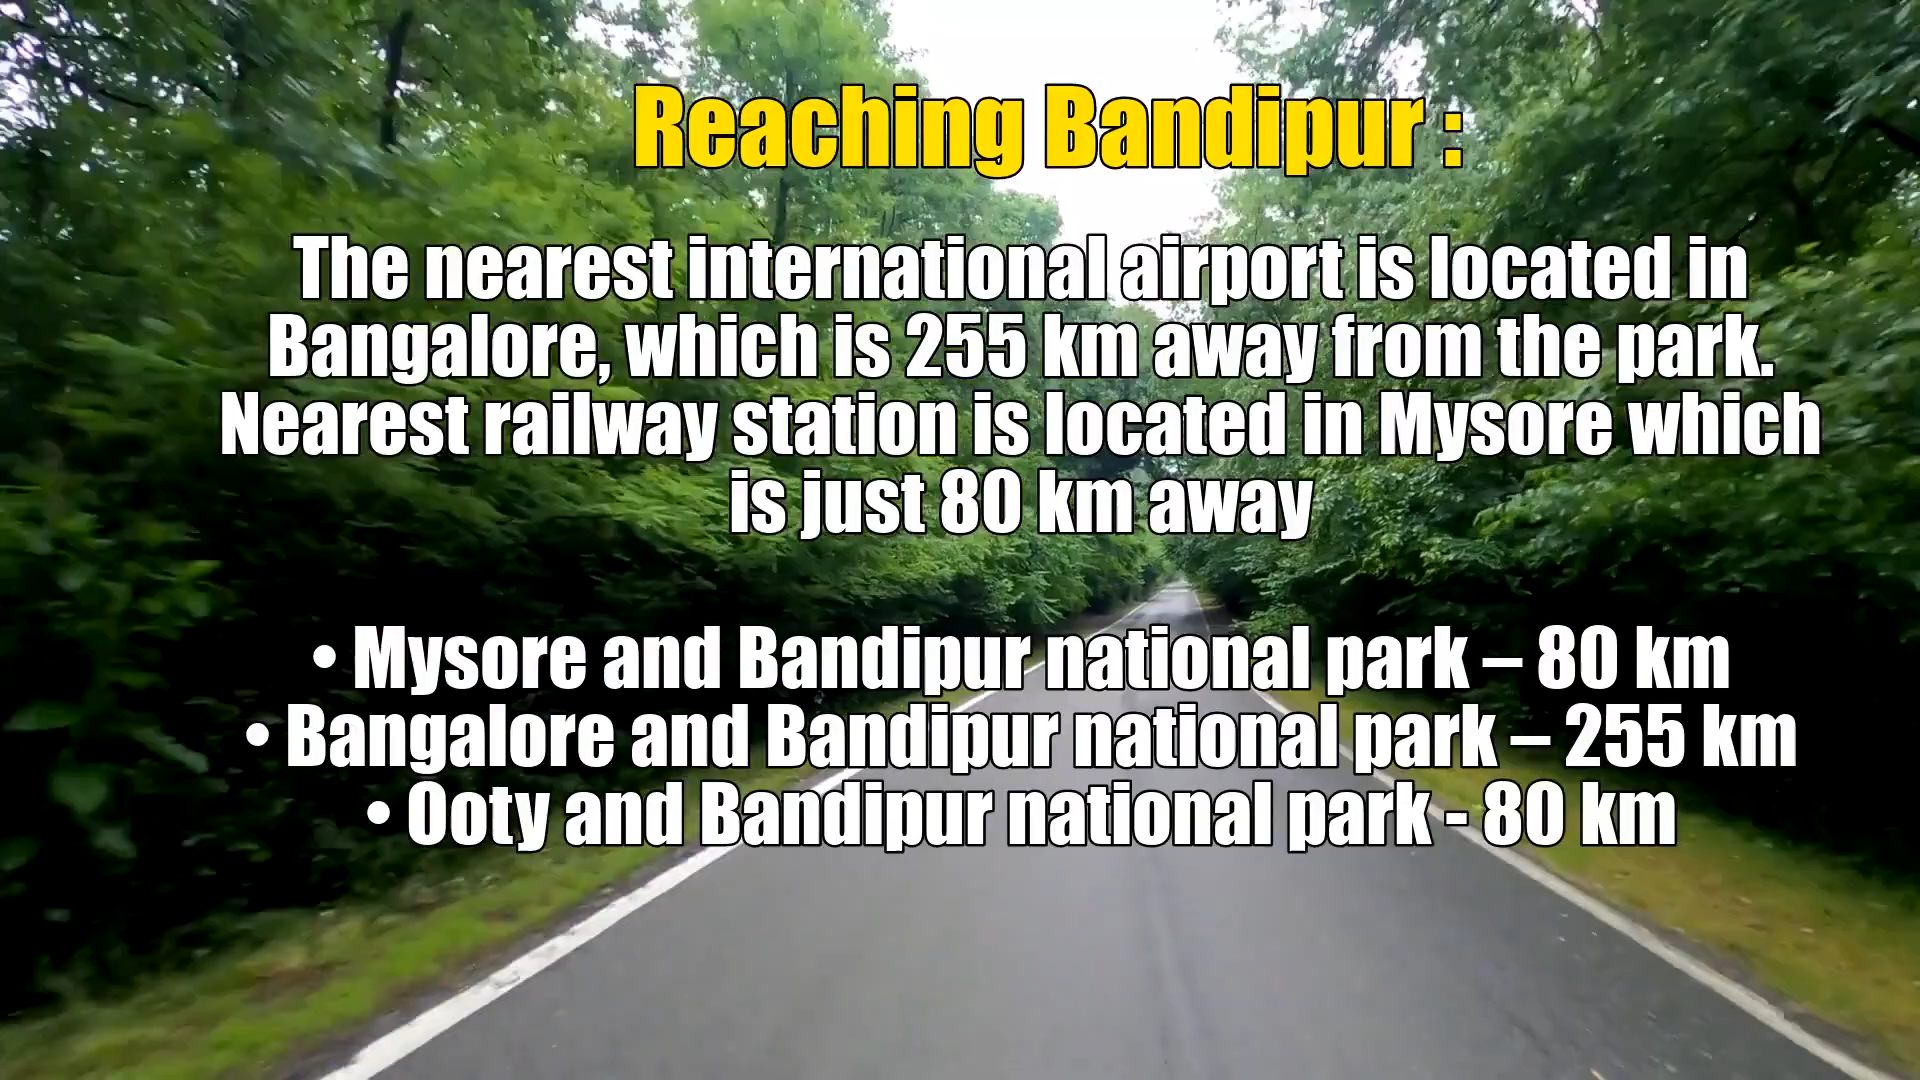 Reaching Bandipur :
The nearest international airport is located in
Bangalore, which is 255 km away from the park.
Nearest railway station is located in Mysore which
is just 80 km away
• Mysore and Bandipur national park – 80 km
• Bangalore and Bandipur national park – 255 km
• Ooty and Bandipur national park - 80 km